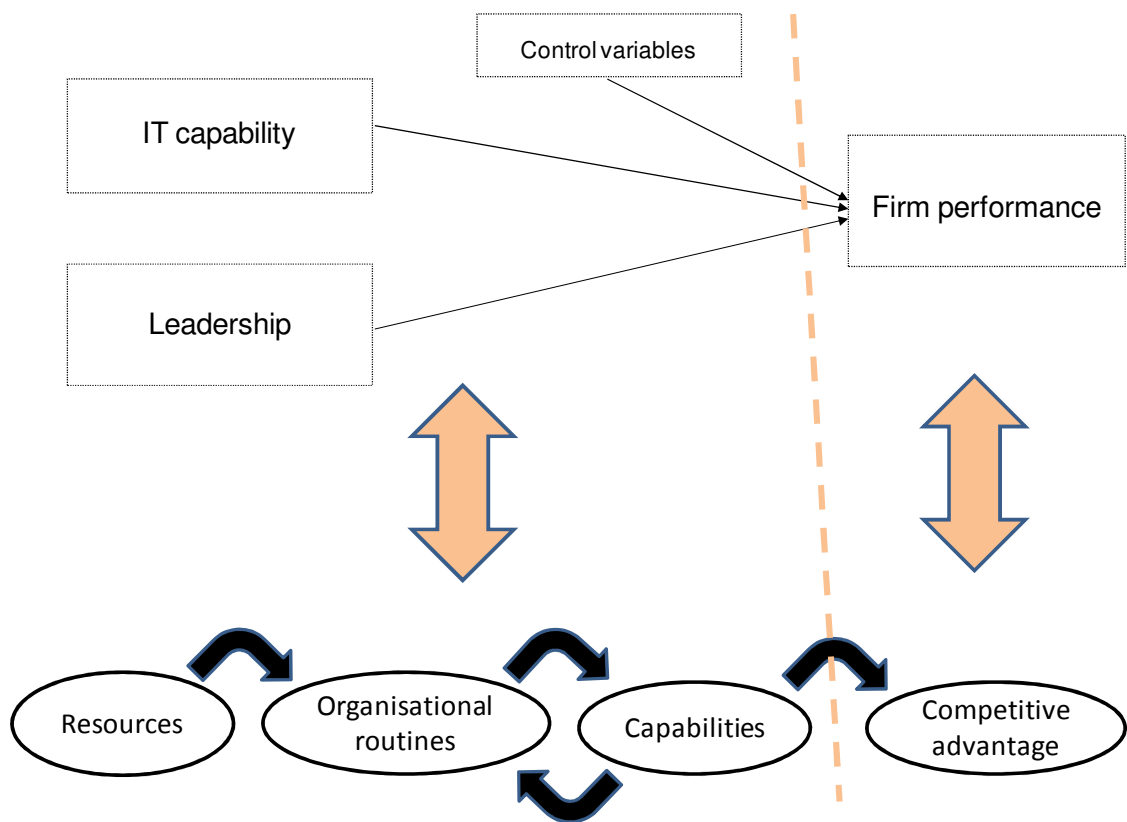 Control variables
IT capability
Firm performance
Leadership
Resources
Organisational
routines
Capabilities
Competitive
advantage